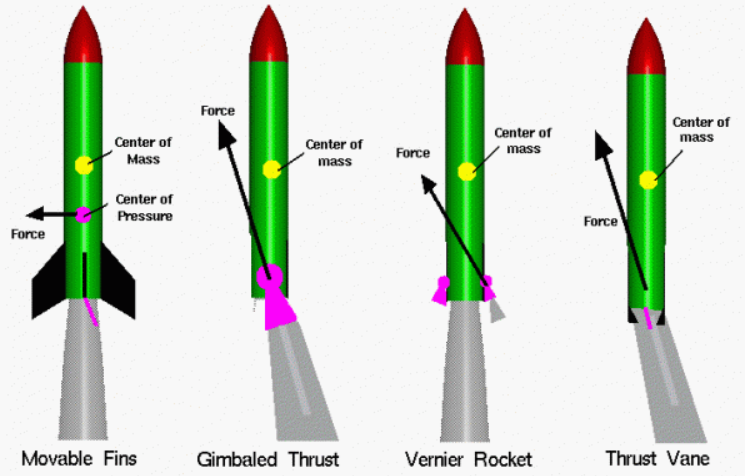 Center of
Mass
Center of
Pressure
Force
Movable Fins
Force
Center of
mass
Gimbaled Thrust
Center of
mass
Force
Vernier Rocket
Center of
mass
Force
Thrust Vane